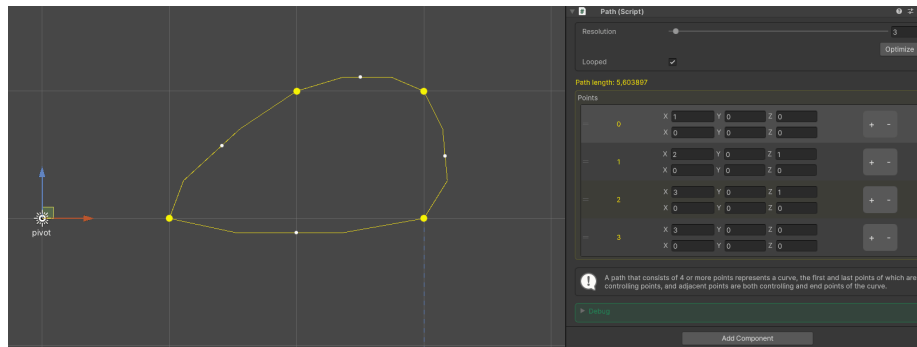 pivot
Path (Script)
Resolution 3
Optimize
Looped
Path length: 5,603897
Points
0 X 1 Y 0 Z 0 + -
X 0 Y 0 Z 0
1 X 2 Y 0 Z 1 + -
X 0 Y 0 Z 0
2 X 3 Y 0 Z 1 + -
X 0 Y 0 Z 0
3 X 3 Y 0 Z 0 + -
X 0 Y 0 Z 0
A path that consists of 4 or more points represents a curve, the first and last points of which are
controlling points, and adjacent points are both controlling and end points of the curve.
Debug
Add Component